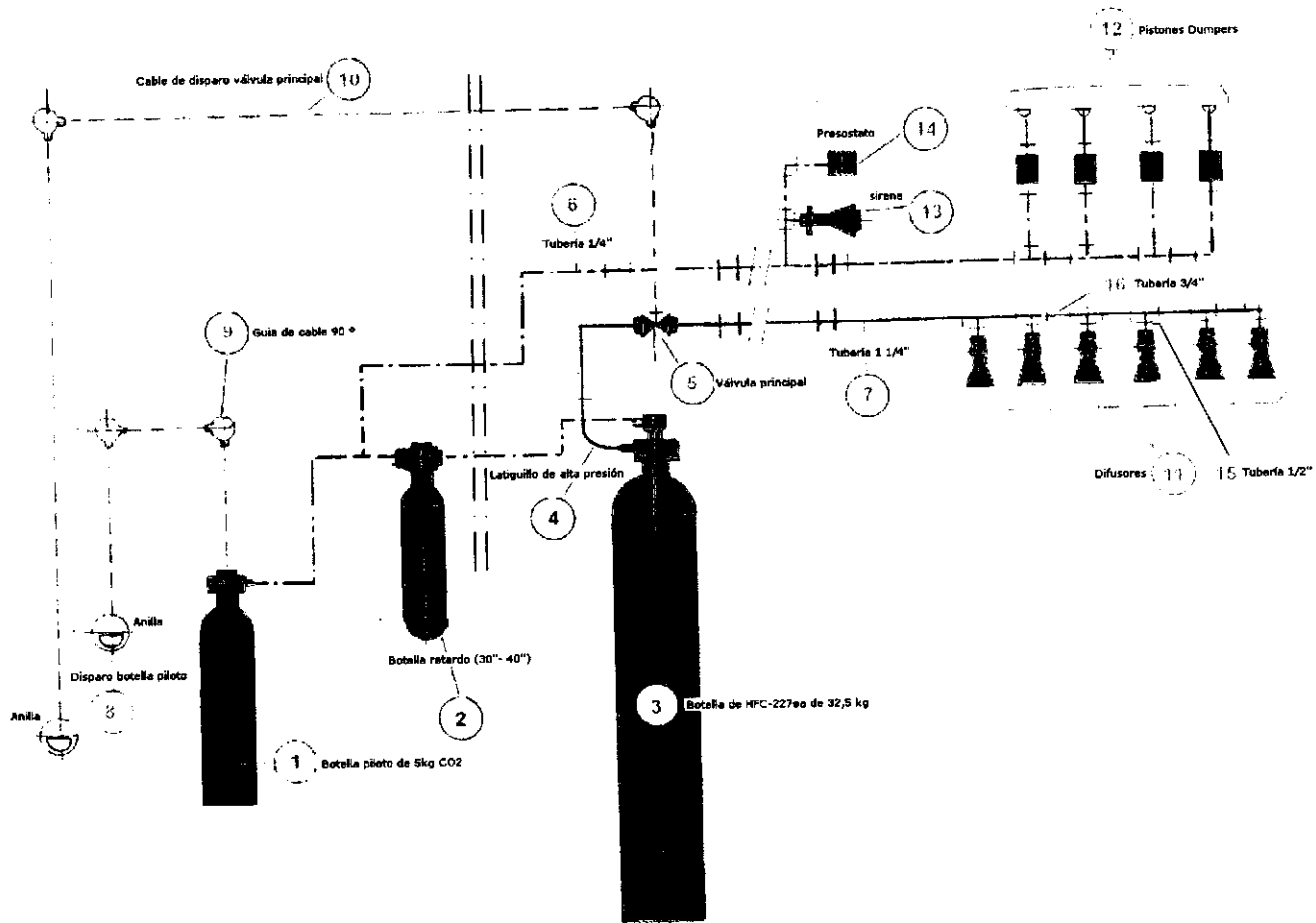 12 Pistones Dumpers
Cable de disparo válvula principal 10
Presostato 14
sirena 13
6
Tubería 1/4"
16 Tubería 3/4"
9 Guia de cable 90 º
Tubería 1 1/4"
7
5 Válvula principal
Latiguillo de alta presión
4
Difusores 11
15 Tubería 1/2"
Anilla
Disparo botella piloto
8
Botella retardo (30"- 40")
2
Anilla
3 Botella de HFC-227ea de 32,5 kg
1 Botella piloto de 5kg CO2